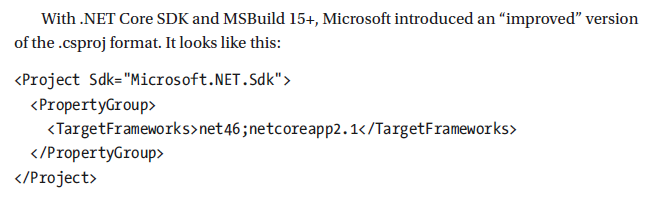 With .NET Core SDK and MSBuild 15+, Microsoft introduced an “improved” version
of the .csproj format. It looks like this:
<Project Sdk="Microsoft.NET.Sdk">
  <PropertyGroup>
    <TargetFrameworks>net46;netcoreapp2.1</TargetFrameworks>
  </PropertyGroup>
</Project>